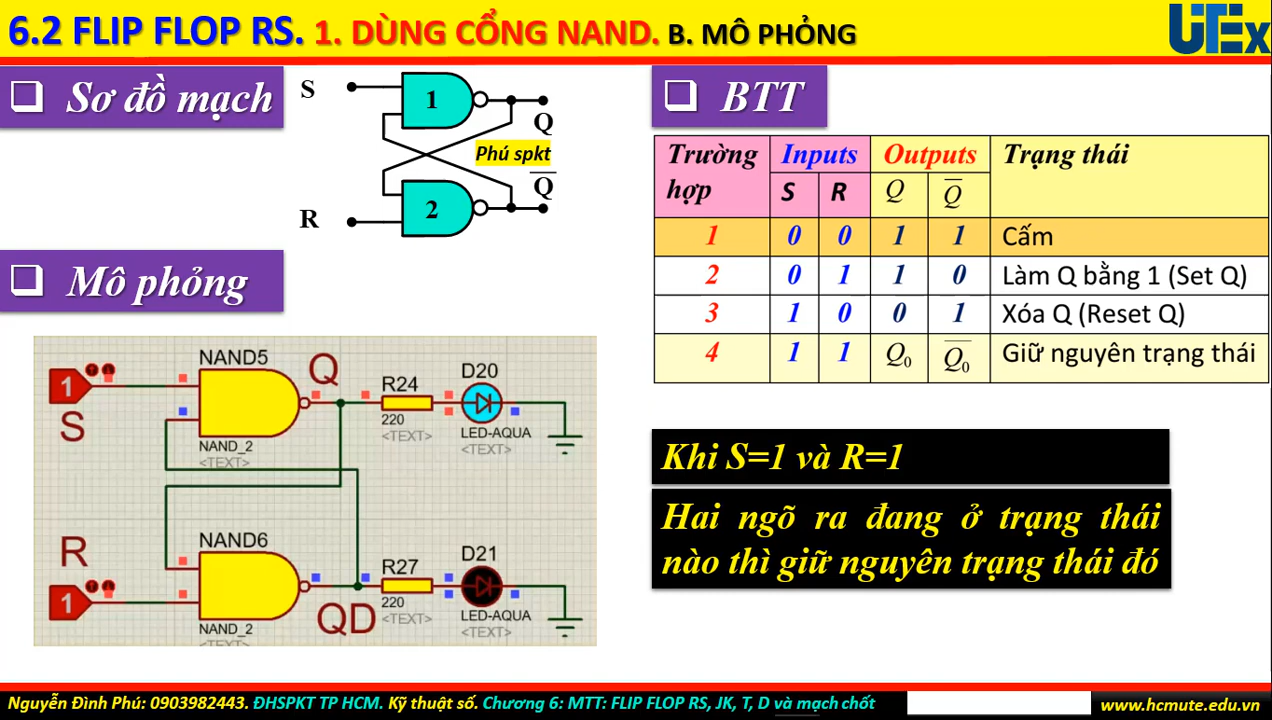 6.2 FLIP FLOP RS. 1. DÙNG CỔNG NAND. B. MÔ PHỎNG
UTEx
Sơ đồ mạch
S
1
Q
Phú spkt
Q̅
2
R
Mô phỏng
NAND5
Q
1
S
R24
220
<TEXT>
D20
LED-AQUA
<TEXT>
NAND_2
<TEXT>
R
NAND6
1
R27
220
<TEXT>
D21
LED-AQUA
<TEXT>
QD
NAND_2
<TEXT>
BTT
Trường hợp Inputs Outputs Trạng thái
S R Q Q̅
1 0 0 1 1 Cấm
2 0 1 1 0 Làm Q bằng 1 (Set Q)
3 1 0 0 1 Xóa Q (Reset Q)
4 1 1 Q₀ Q̅₀ Giữ nguyên trạng thái
Khi S=1 và R=1
Hai ngõ ra đang ở trạng thái
nào thì giữ nguyên trạng thái đó
Nguyễn Đình Phú: 0903982443. ĐHSPKT TP HCM. Kỹ thuật số. Chương 6: MTT: FLIP FLOP RS, JK, T, D và mạch chốt
www.hcmute.edu.vn